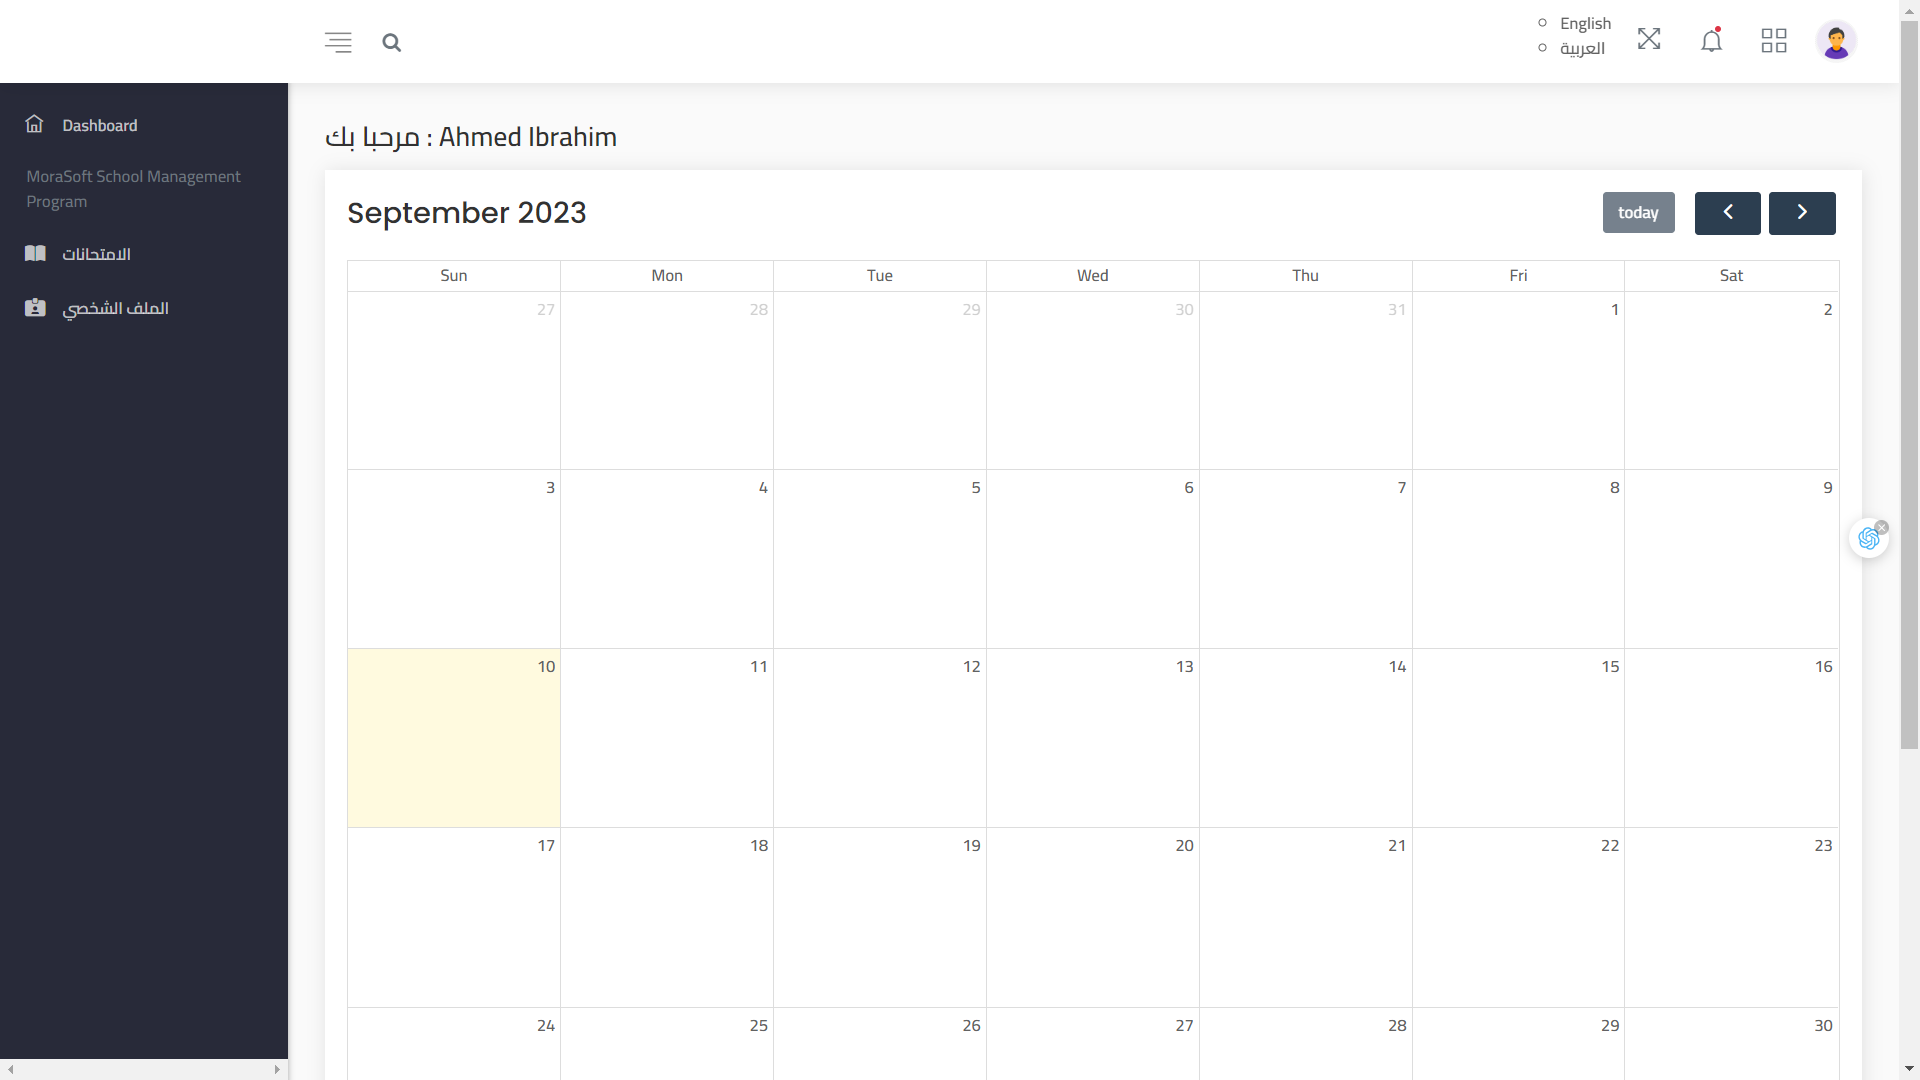 English
العربية
Dashboard
MoraSoft School Management
Program
الامتحانات
الملف الشخصي
مرحبا بك : Ahmed Ibrahim
September 2023
today
Sun Mon Tue Wed Thu Fri Sat
27 28 29 30 31 1 2
3 4 5 6 7 8 9
10 11 12 13 14 15 16
17 18 19 20 21 22 23
24 25 26 27 28 29 30